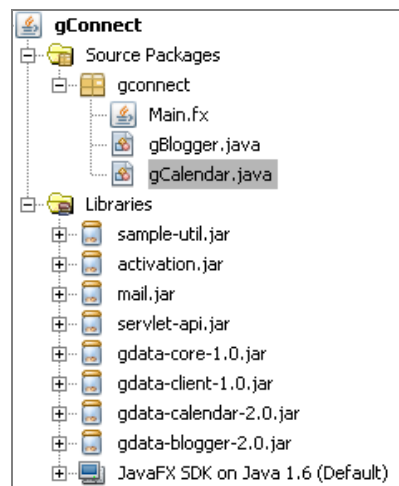 gConnect
Source Packages
gconnect
Main.fx
gBlogger.java
gCalendar.java
Libraries
sample-util.jar
activation.jar
mail.jar
servlet-api.jar
gdata-core-1.0.jar
gdata-client-1.0.jar
gdata-calendar-2.0.jar
gdata-blogger-2.0.jar
JavaFX SDK on Java 1.6 (Default)